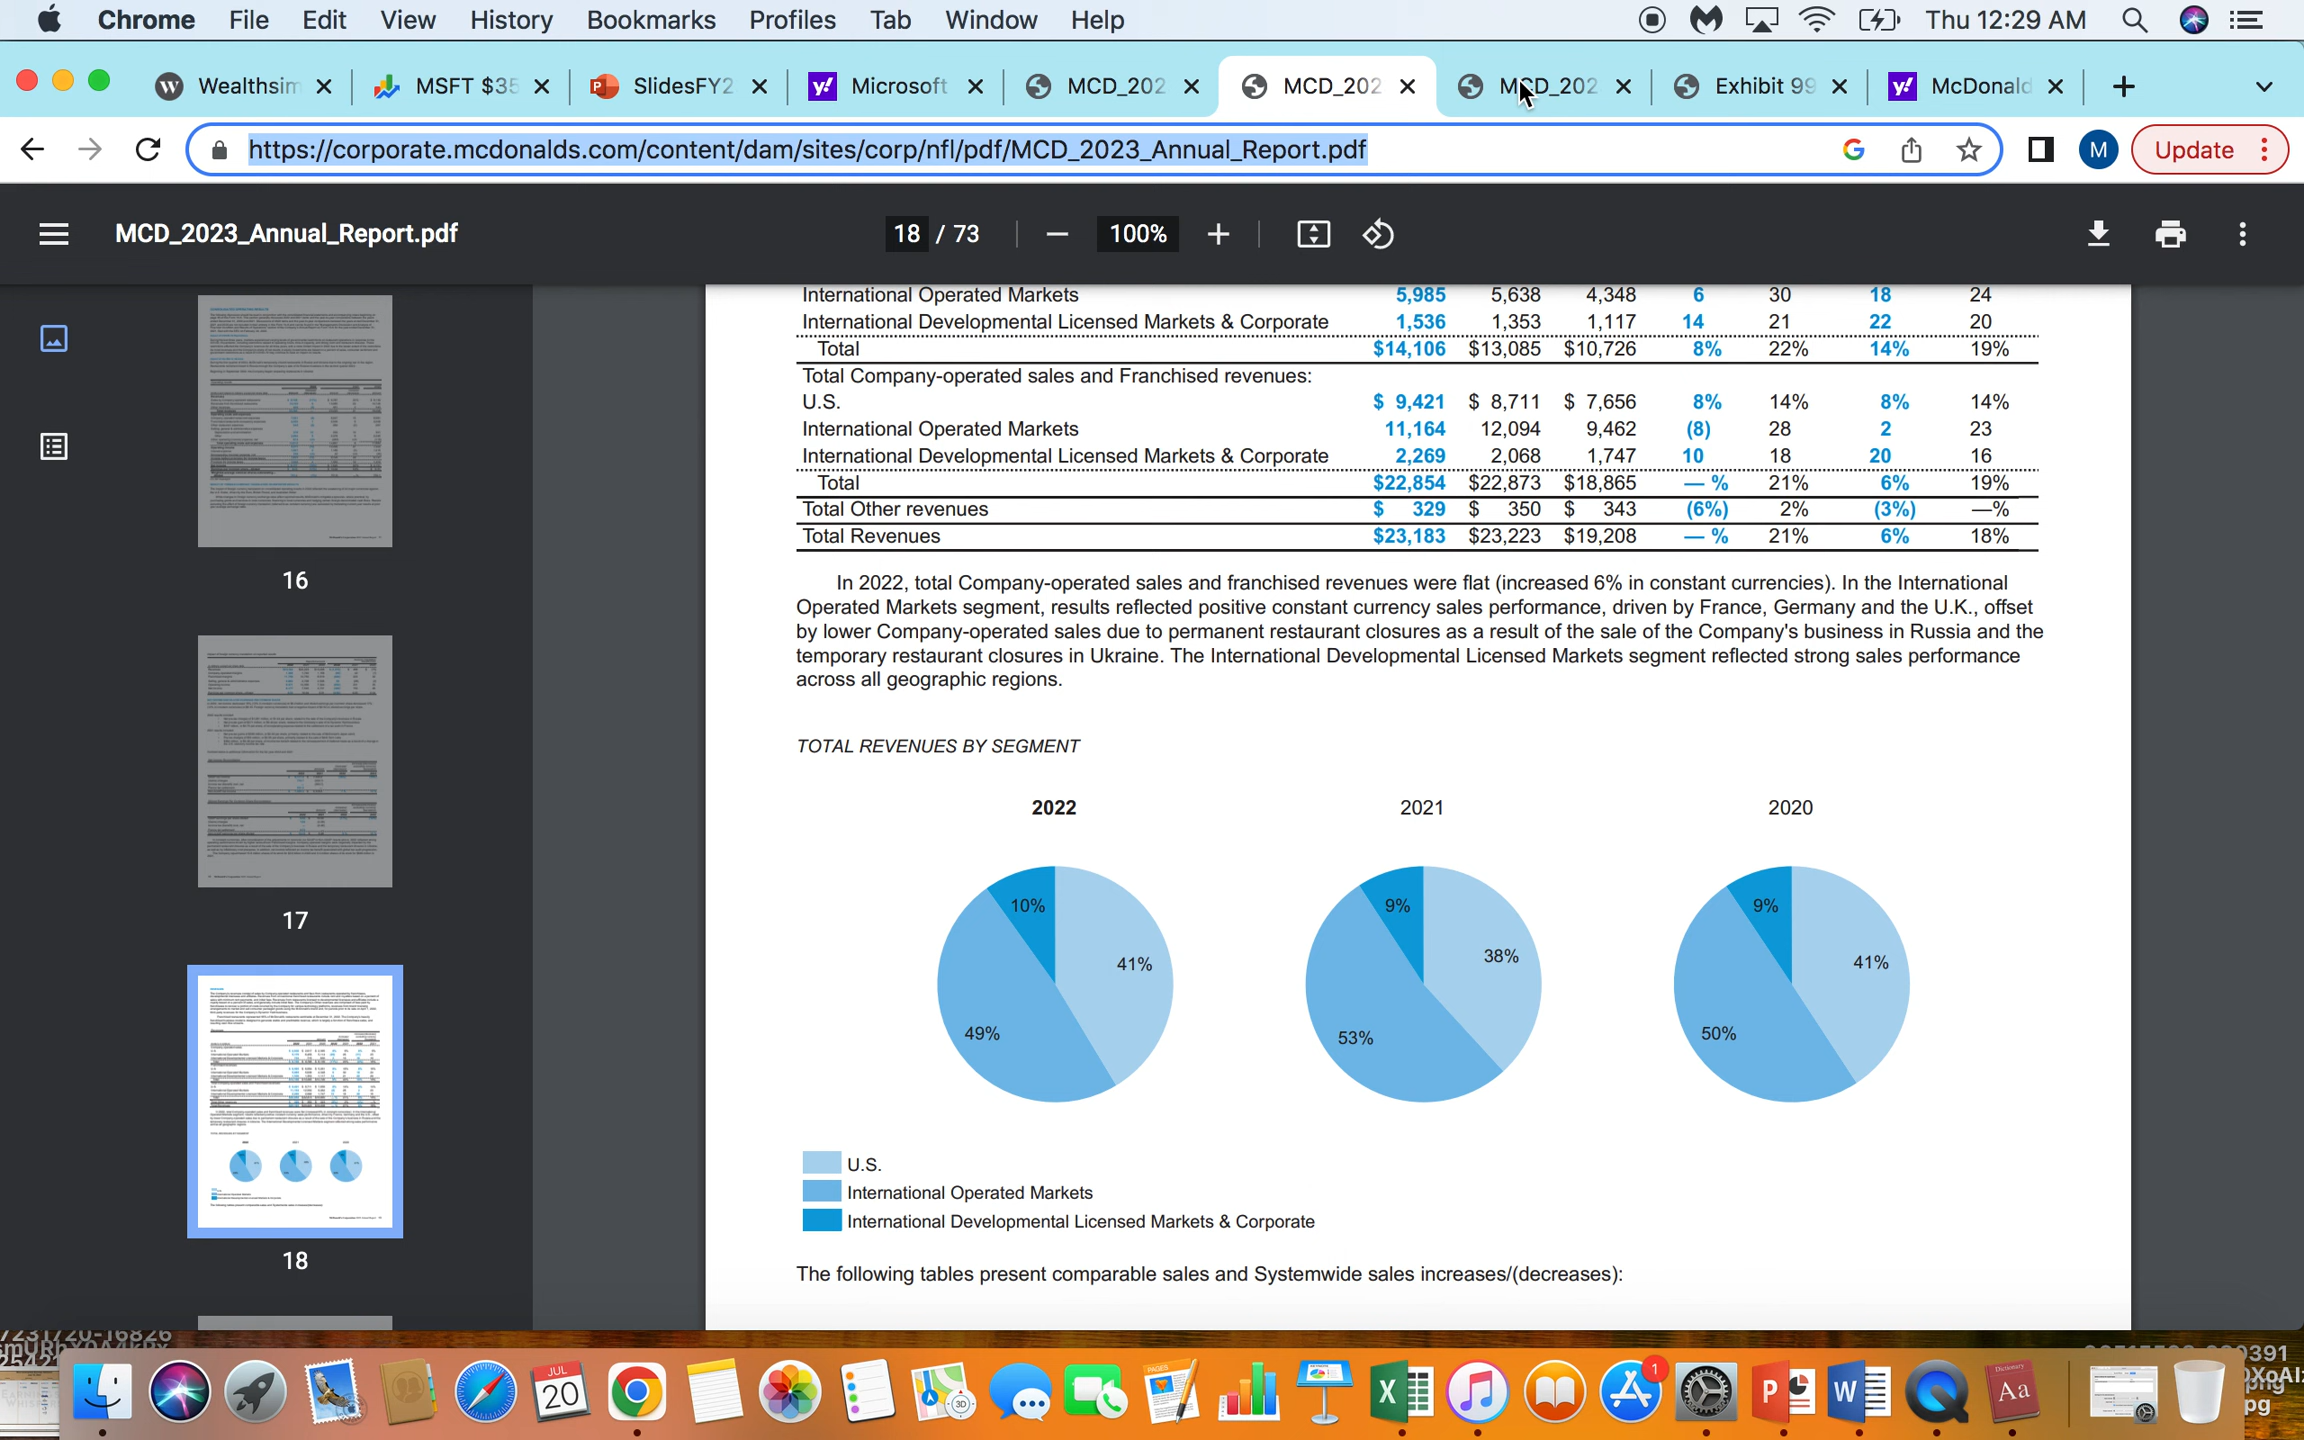 Chrome File Edit View History Bookmarks Profiles Tab Window Help Thu 12:29 AM
Wealthsim MSFT $35 SlidesFY2 Microsoft MCD_202 MCD_202 MCD_202 Exhibit 99 McDonald
https://corporate.mcdonalds.com/content/dam/sites/corp/nfl/pdf/MCD_2023_Annual_Report.pdf M Update
MCD_2023_Annual_Report.pdf 18 / 73 100%
16
17
18
International Operated Markets 5,985 5,638 4,348 6 30 18 24
International Developmental Licensed Markets & Corporate 1,536 1,353 1,117 14 21 22 20
Total $14,106 $13,085 $10,726 8% 22% 14% 19%
Total Company-operated sales and Franchised revenues:
U.S. $ 9,421 $ 8,711 $ 7,656 8% 14% 8% 14%
International Operated Markets 11,164 12,094 9,462 (8) 28 2 23
International Developmental Licensed Markets & Corporate 2,269 2,068 1,747 10 18 20 16
Total $22,854 $22,873 $18,865 — % 21% 6% 19%
Total Other revenues $ 329 $ 350 $ 343 (6%) 2% (3%) —%
Total Revenues $23,183 $23,223 $19,208 — % 21% 6% 18%
In 2022, total Company-operated sales and franchised revenues were flat (increased 6% in constant currencies). In the International
Operated Markets segment, results reflected positive constant currency sales performance, driven by France, Germany and the U.K., offset
by lower Company-operated sales due to permanent restaurant closures as a result of the sale of the Company's business in Russia and the
temporary restaurant closures in Ukraine. The International Developmental Licensed Markets segment reflected strong sales performance
across all geographic regions.
TOTAL REVENUES BY SEGMENT
2022 2021 2020
10% 41% 49%
9% 38% 53%
9% 41% 50%
U.S.
International Operated Markets
International Developmental Licensed Markets & Corporate
The following tables present comparable sales and Systemwide sales increases/(decreases):
JUL
20
PAGES
3D
1
Dictionary
Aa